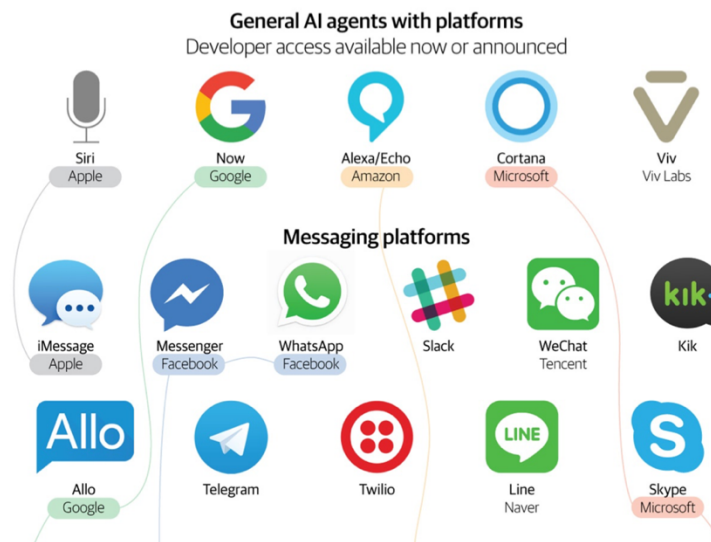 General AI agents with platforms
Developer access available now or announced
Siri
Apple
Now
Google
Alexa/Echo
Amazon
Cortana
Microsoft
Viv
Viv Labs
Messaging platforms
iMessage
Apple
Messenger
Facebook
WhatsApp
Facebook
Slack
WeChat
Tencent
kik
Kik
Allo
Allo
Google
Telegram
Twilio
LINE
Line
Naver
S
Skype
Microsoft